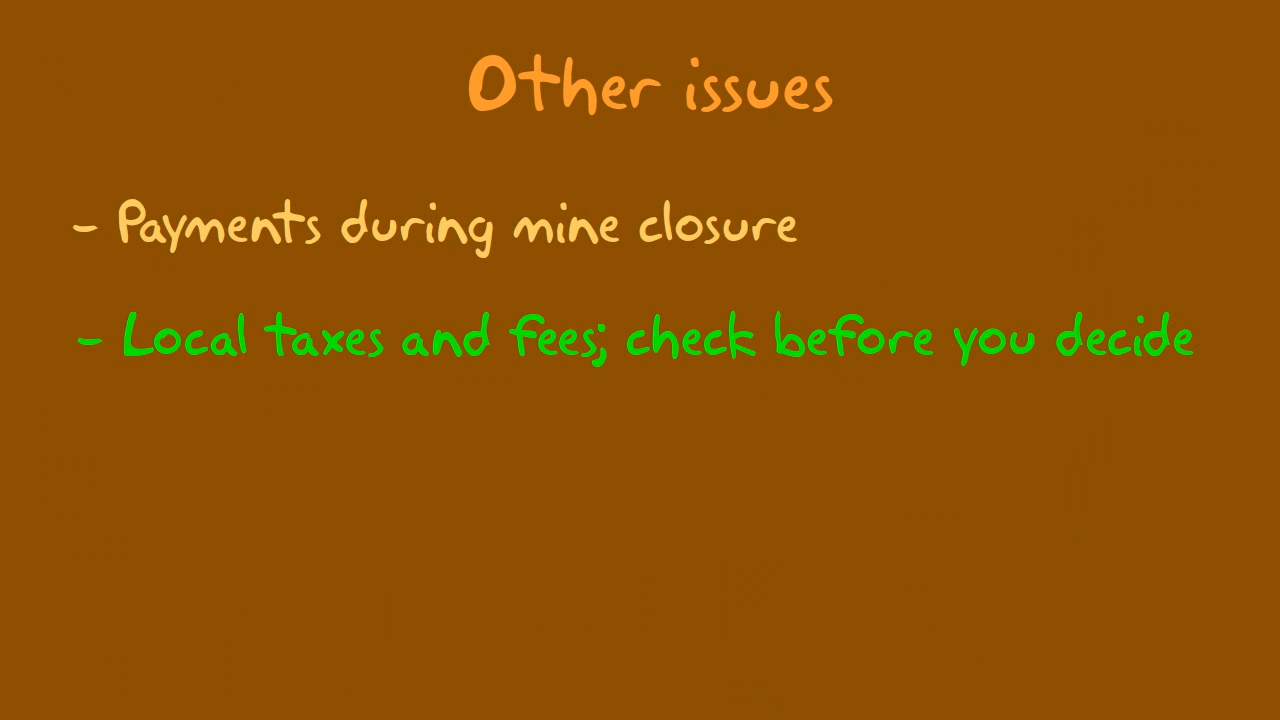 Other issues
- Payments during mine closure
- Local taxes and fees; check before you decide